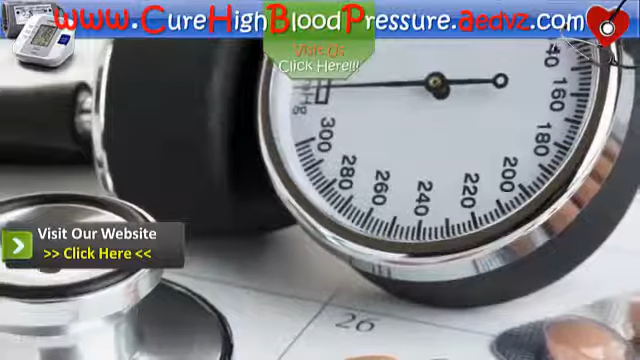 www.CureHighBloodPressure.aedvz.com
Visit Us
Click Here!!!
Visit Our Website
>> Click Here <<
300
280
260
240
220
200
180
160
26